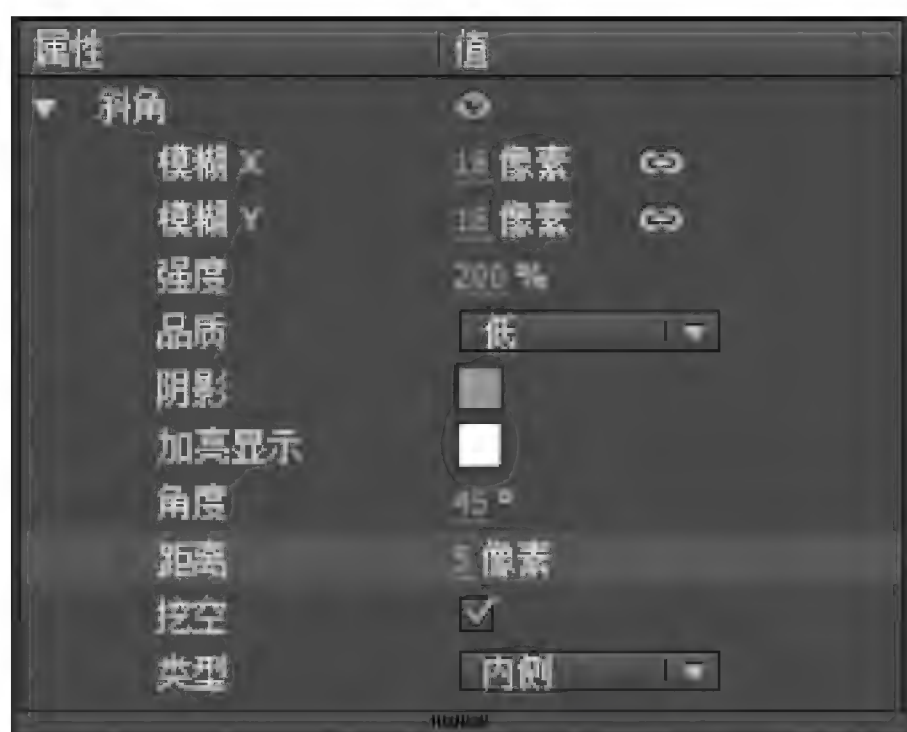 属性 值
斜角
模糊 X 18 像素
模糊 Y 18 像素
强度 200 %
品质 低
阴影
加高显示
角度 45 °
距离 5 像素
挖空
类型 内侧